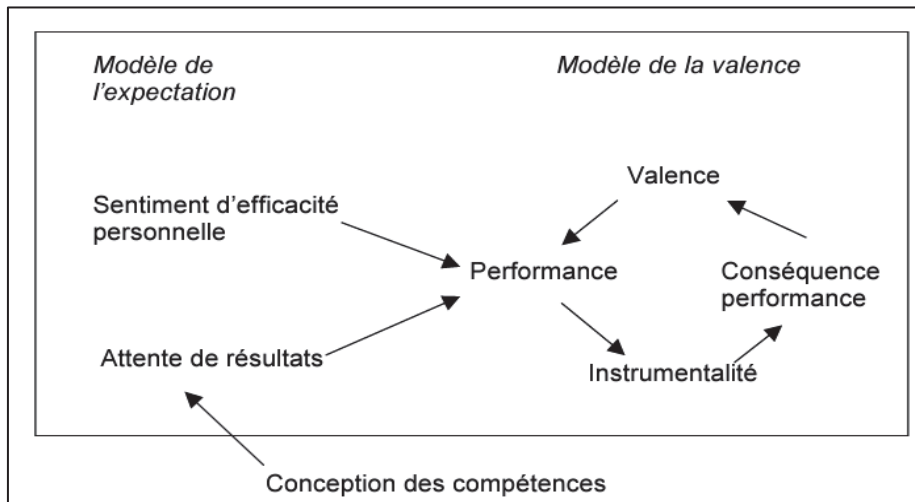 Modèle de
l'expectation
Modèle de la valence
Valence
Sentiment d'efficacité
personnelle
Performance
Conséquence
performance
Attente de résultats
Instrumentalité
Conception des compétences